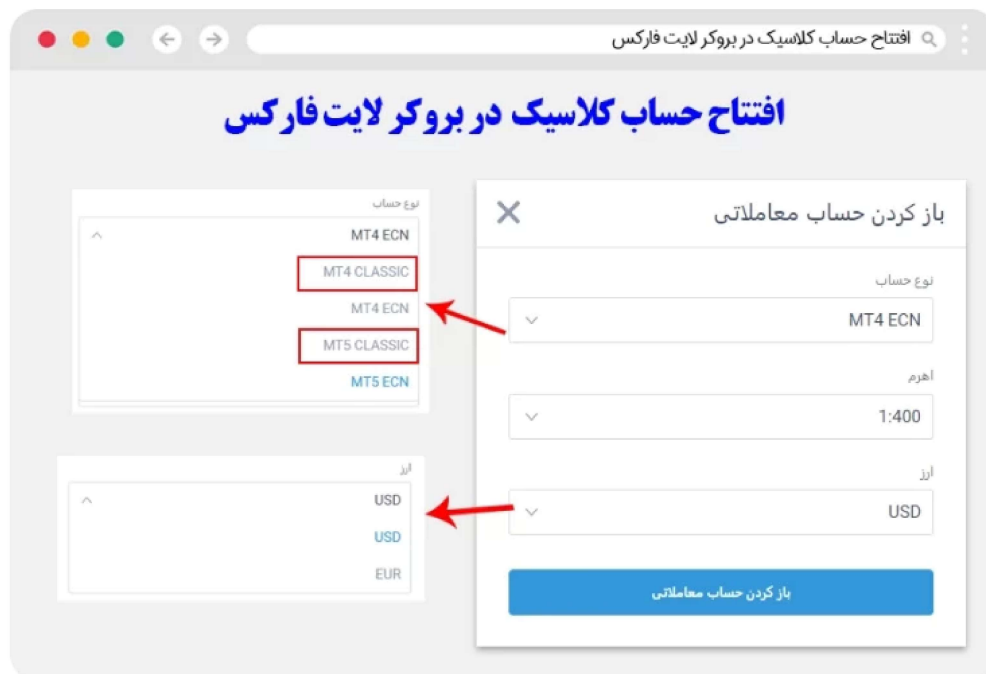 افتتاح حساب کلاسیک در بروکر لایت فارکس
افتتاح حساب کلاسیک در بروکر لایت فارکس
باز کردن حساب معاملاتی
نوع حساب
MT4 ECN
اهرم
1:400
ارز
USD
باز کردن حساب معاملاتی
نوع حساب
MT4 ECN
MT4 CLASSIC
MT4 ECN
MT5 CLASSIC
MT5 ECN
ارز
USD
USD
EUR